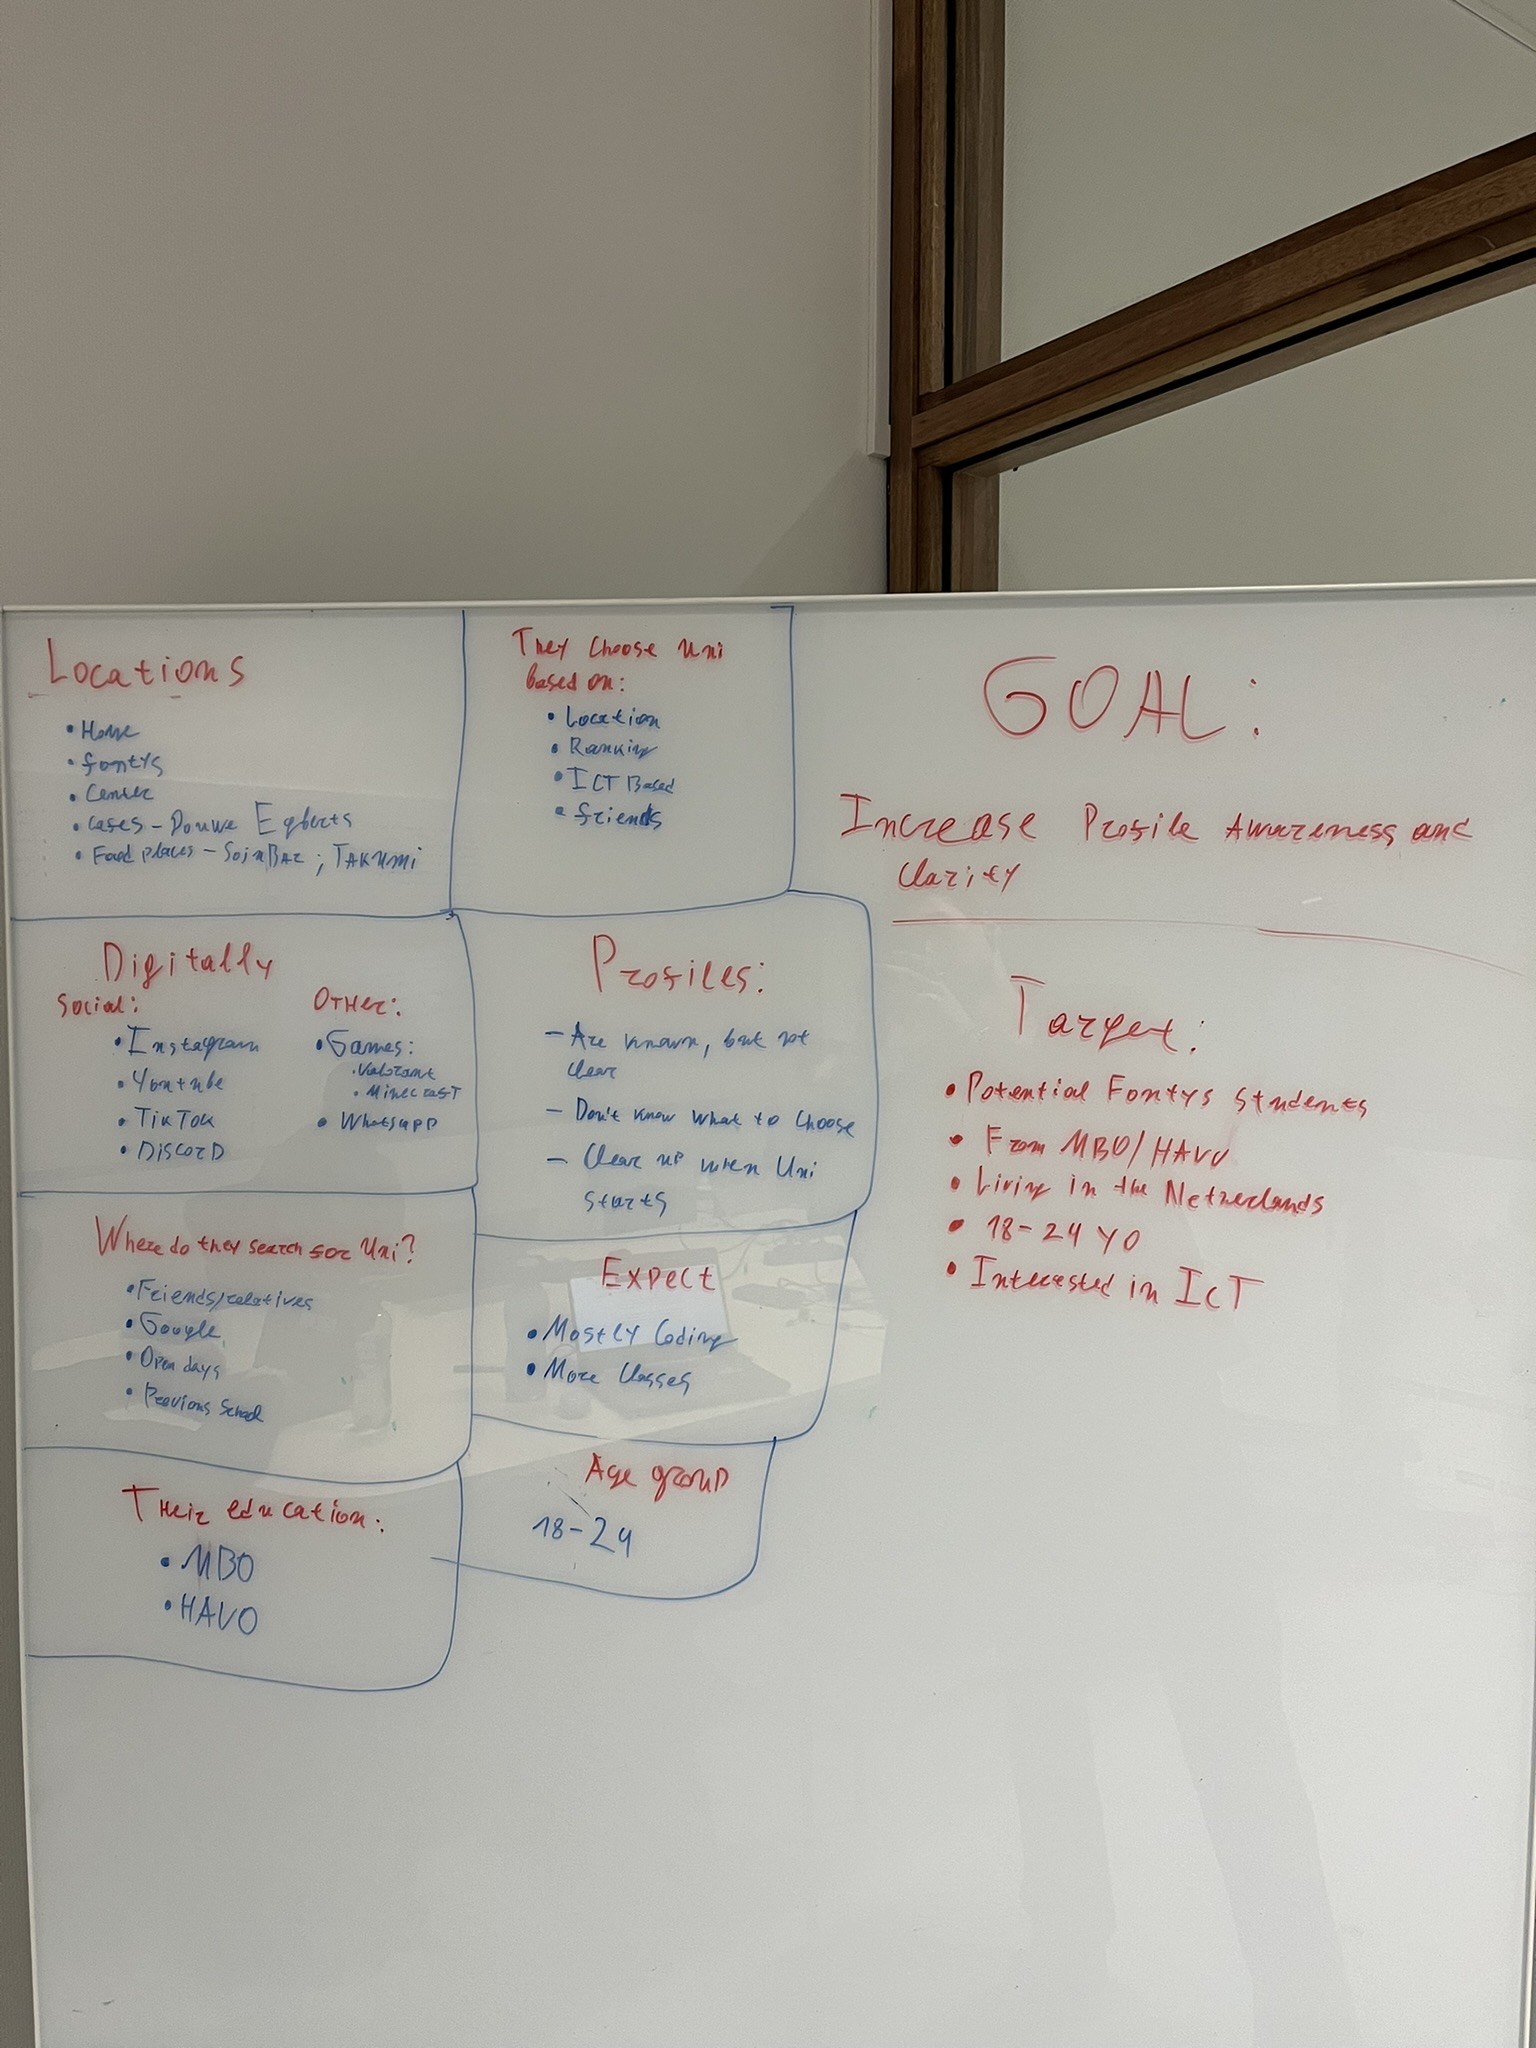 Locations
• Home
• Fontys
• Center
• Cafes - Douwe Egberts
• Food places - SoinBar ; TAKUMI
They choose Uni
based on:
• Location
• Ranking
• ICT Based
• friends
Digitally
Social:
• Instagram
• Youtube
• TikTok
• Discord
Other:
• Games:
• Valorant
• Minecraft
• Whatsapp
Profiles:
- Are known, but not
clear
- Don't know what to choose
- Clear up when Uni
starts
Where do they search for Uni?
• Friends/relatives
• Google
• Open days
• Previous School
Expect
• Mostly Coding
• More Classes
Their education:
• MBO
• HAVO
Age group
18-24
GOAL:
Increase Profile Awareness and
Clarity
Target:
• Potential Fontys students
• From MBO/HAVO
• Living in the Netherlands
• 18-24 YO
• Interested in ICT